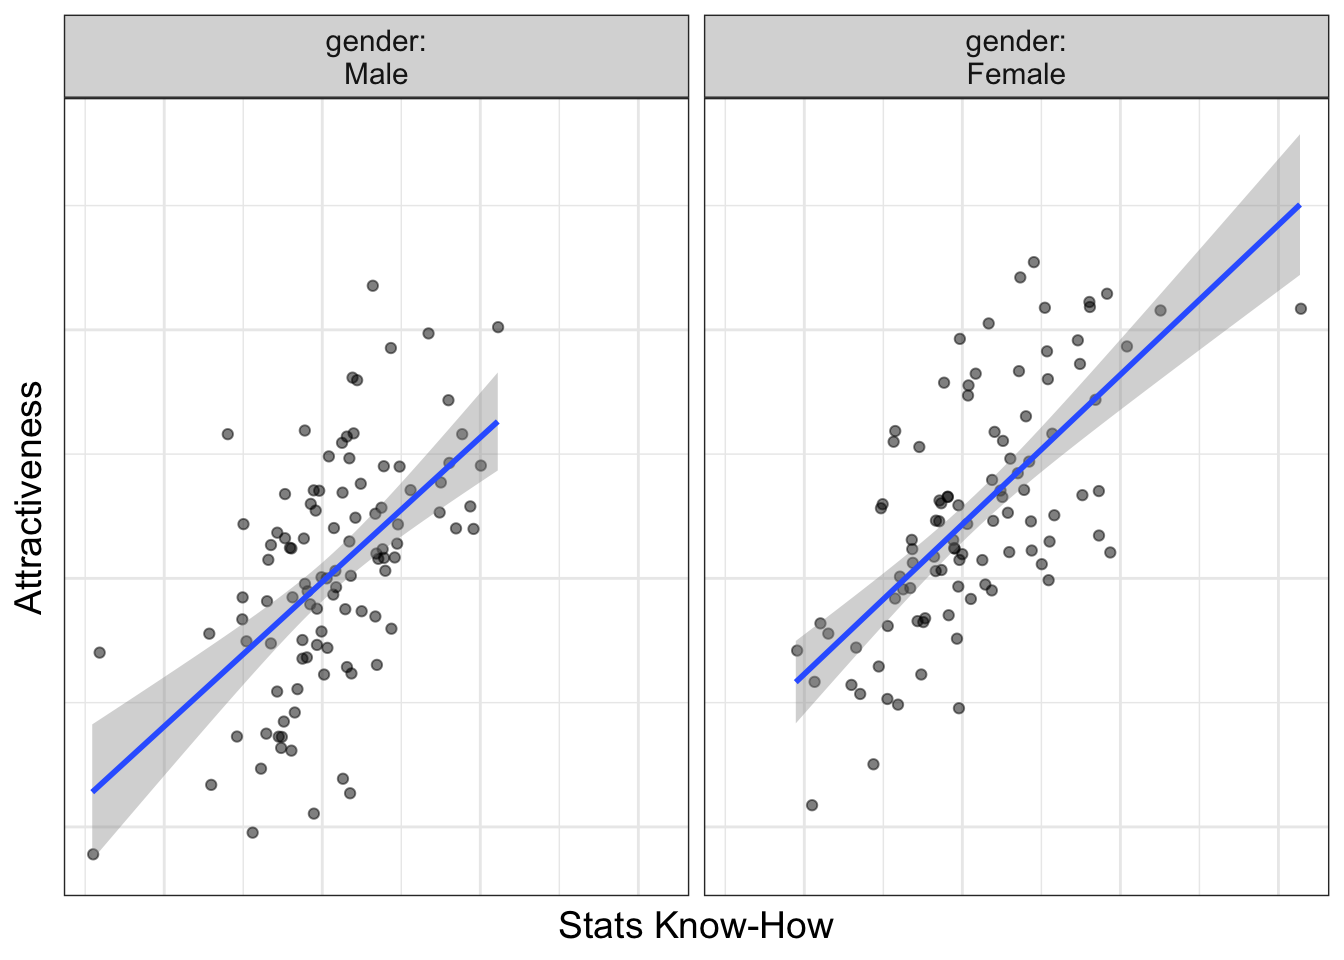 gender:
Male
gender:
Female
Attractiveness
Stats Know-How